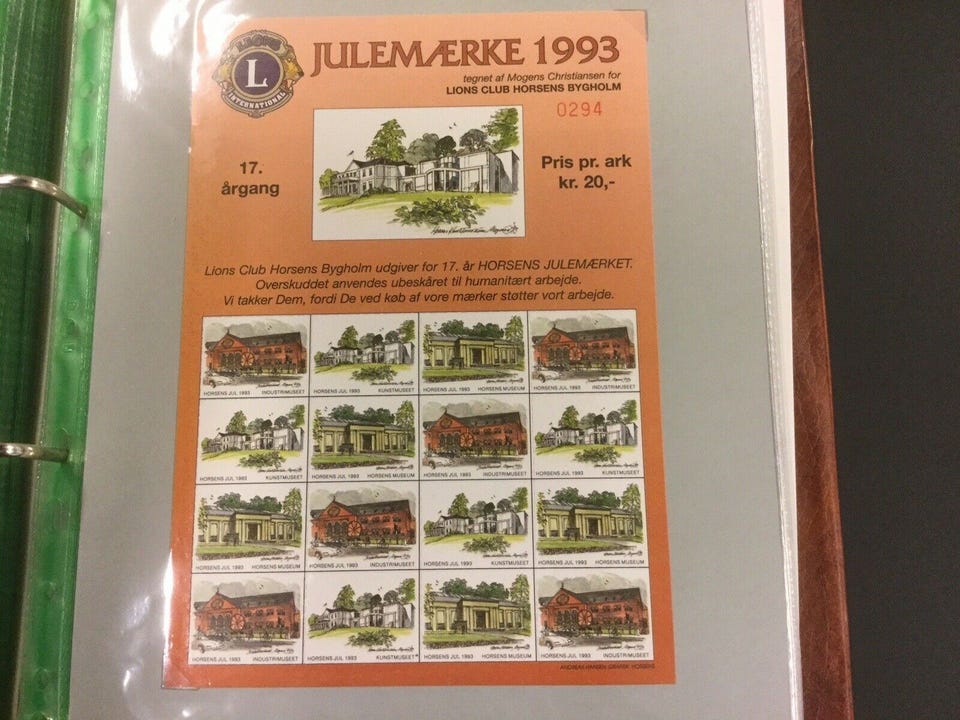 LIONS
L
INTERNATIONAL
JULEMÆRKE 1993
tegnet af Mogens Christiansen for
LIONS CLUB HORSENS BYGHOLM
0294
17.
årgang
Pris pr. ark
kr. 20,-
Lions Club Horsens Bygholm udgiver for 17. år HORSENS JULEMÆRKET.
Overskuddet anvendes ubeskåret til humanitært arbejde.
Vi takker Dem, fordi De ved køb af vore mærker støtter vort arbejde.
HORSENS JUL 1993 INDUSTRIMUSEET
HORSENS JUL 1993 KUNSTMUSEET
HORSENS JUL 1993 HORSENS MUSEUM
HORSENS JUL 1993 INDUSTRIMUSEET
HORSENS JUL 1993 KUNSTMUSEET
HORSENS JUL 1993 HORSENS MUSEUM
HORSENS JUL 1993 INDUSTRIMUSEET
HORSENS JUL 1993 KUNSTMUSEET
HORSENS JUL 1993 HORSENS MUSEUM
HORSENS JUL 1993 INDUSTRIMUSEET
HORSENS JUL 1993 KUNSTMUSEET
HORSENS JUL 1993 HORSENS MUSEUM
HORSENS JUL 1993 INDUSTRIMUSEET
HORSENS JUL 1993 KUNSTMUSEET
HORSENS JUL 1993 HORSENS MUSEUM
HORSENS JUL 1993 INDUSTRIMUSEET
ANDREAS HANSEN GRAFISK HORSENS